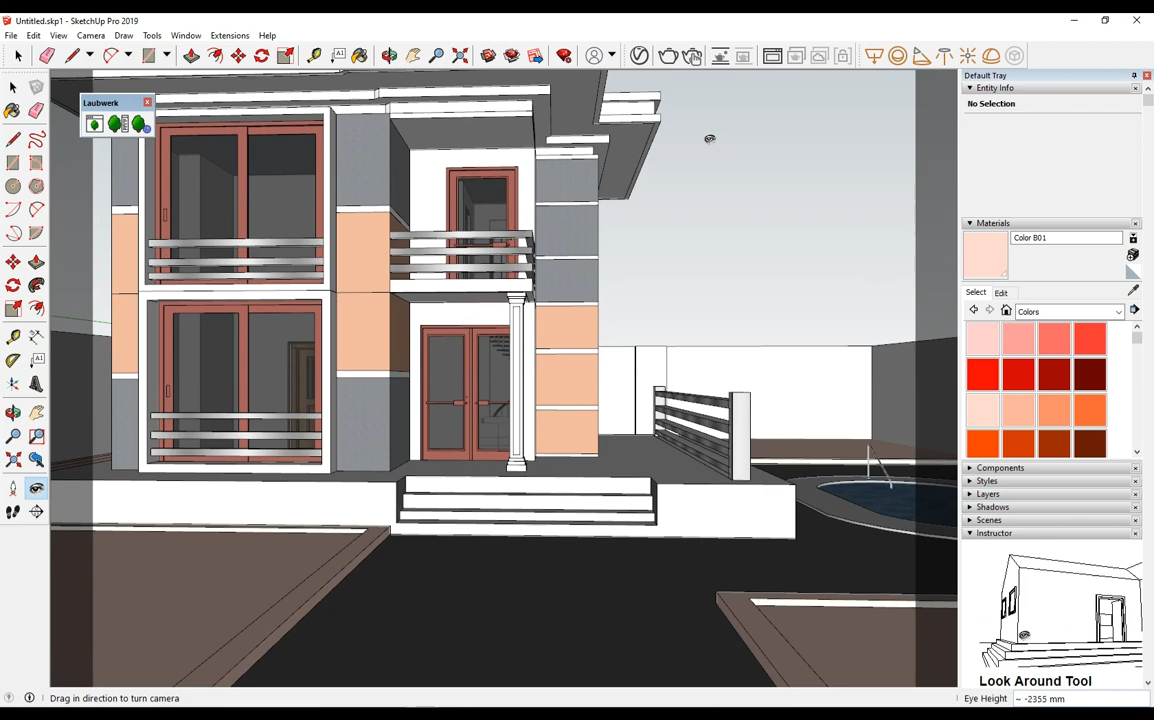 Untitled.skp1 - SketchUp Pro 2019
File Edit View Camera Draw Tools Window Extensions Help
Default Tray
Entity Info
No Selection
Laubwerk
Materials
Color B01
Select Edit
Colors
Components
Styles
Layers
Shadows
Scenes
Instructor
Look Around Tool
Drag in direction to turn camera
Eye Height ~ -2355 mm